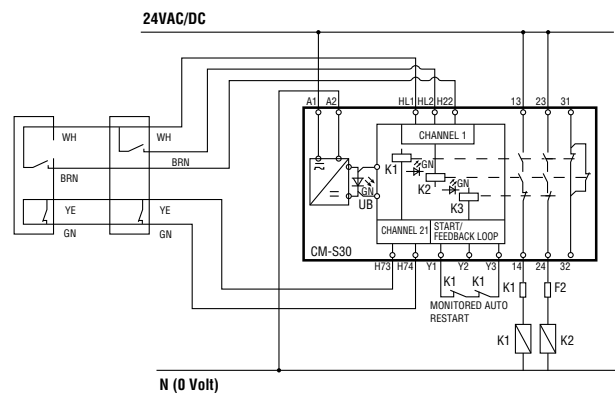 24VAC/DC
A1 A2 HL1 HL2 H22 13 23 31
WH WH
CHANNEL 1
BRN
BRN
K1 GN
K2
GN
GN
UB
K3
YE YE
GN GN
CHANNEL 21 START/
FEEDBACK LOOP
CM-S30
H73 H74 Y1 Y2 Y3 14 24 32
K1 K1 K1 F2
MONITORED AUTO
RESTART
K1 K2
N (0 Volt)